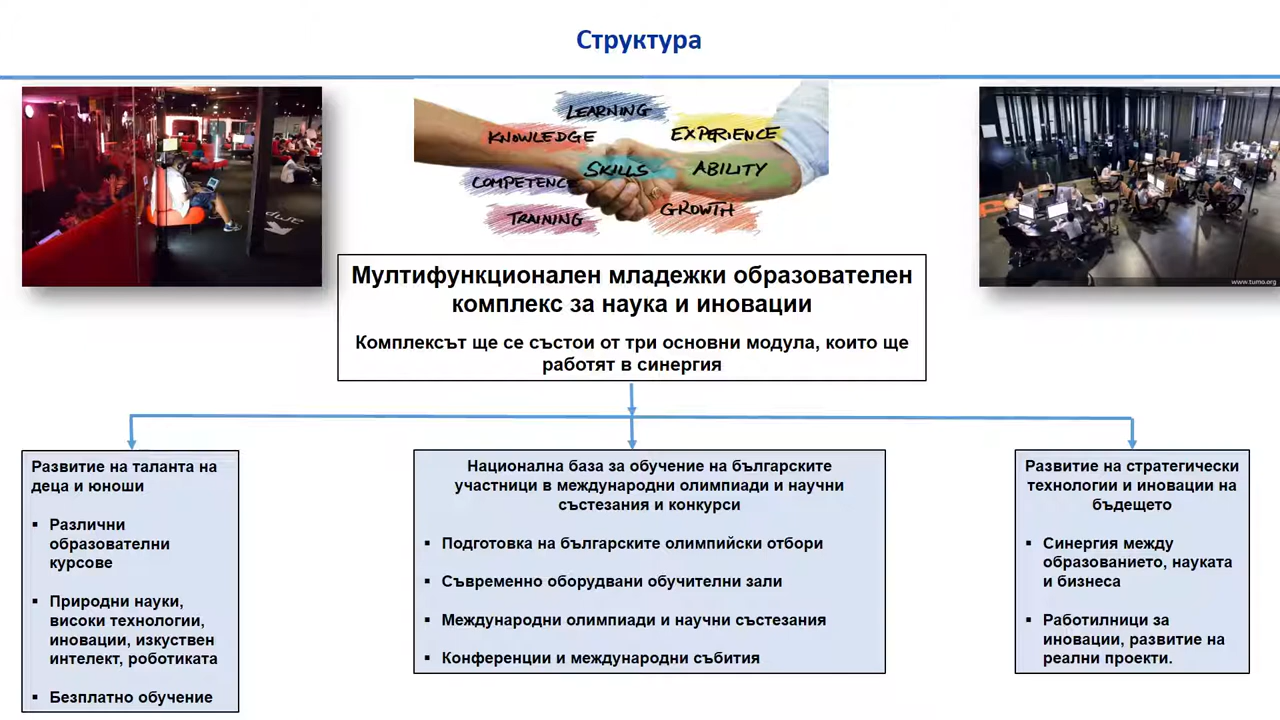 Структура
LEARNING
KNOWLEDGE
EXPERIENCE
SKILLS
ABILITY
COMPETENC
TRAINING
GROWTH
www.tumo.org
Мултифункционален младежки образователен
комплекс за наука и иновации
Комплексът ще се състои от три основни модула, които ще
работят в синергия
Развитие на таланта на
деца и юноши
▪ Различни
образователни
курсове
▪ Природни науки,
високи технологии,
иновации, изкуствен
интелект, роботиката
▪ Безплатно обучение
Национална база за обучение на българските
участници в международни олимпиади и научни
състезания и конкурси
▪ Подготовка на българските олимпийски отбори
▪ Съвременно оборудвани обучителни зали
▪ Международни олимпиади и научни състезания
▪ Конференции и международни събития
Развитие на стратегически
технологии и иновации на
бъдещето
▪ Синергия между
образованието, науката
и бизнеса
▪ Работилници за
иновации, развитие на
реални проекти.